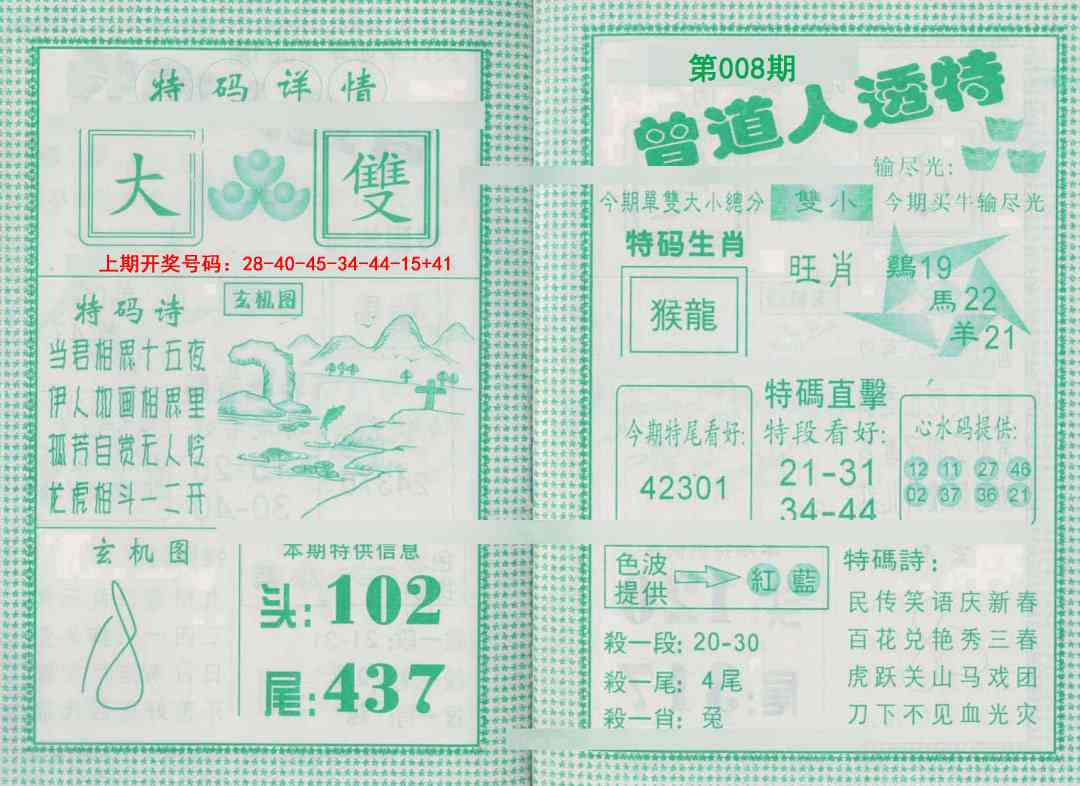 特码详情
大
雙
上期开奖号码：28-40-45-34-44-15+41
特码诗
当君相思十五夜
伊人如画相思里
孤芳自赏无人怜
龙虎相斗一二开
玄机图
玄机图
本期特供信息
头:102
尾:437
第008期
曾道人透特
输尽光:
今期單雙大小總分 雙小 今期买牛输尽光
特码生肖
猴龍
旺肖
鷄19
馬22
羊21
今期特尾看好:
42301
特碼直擊
特段看好:
21-31
34-44
心水码提供:
12 11 27 46
02 37 36 21
色波提供 紅 藍
殺一段: 20-30
殺一尾: 4尾
殺一肖: 兔
特碼詩:
民传笑语庆新春
百花兑艳秀三春
虎跃关山马戏团
刀下不见血光灾